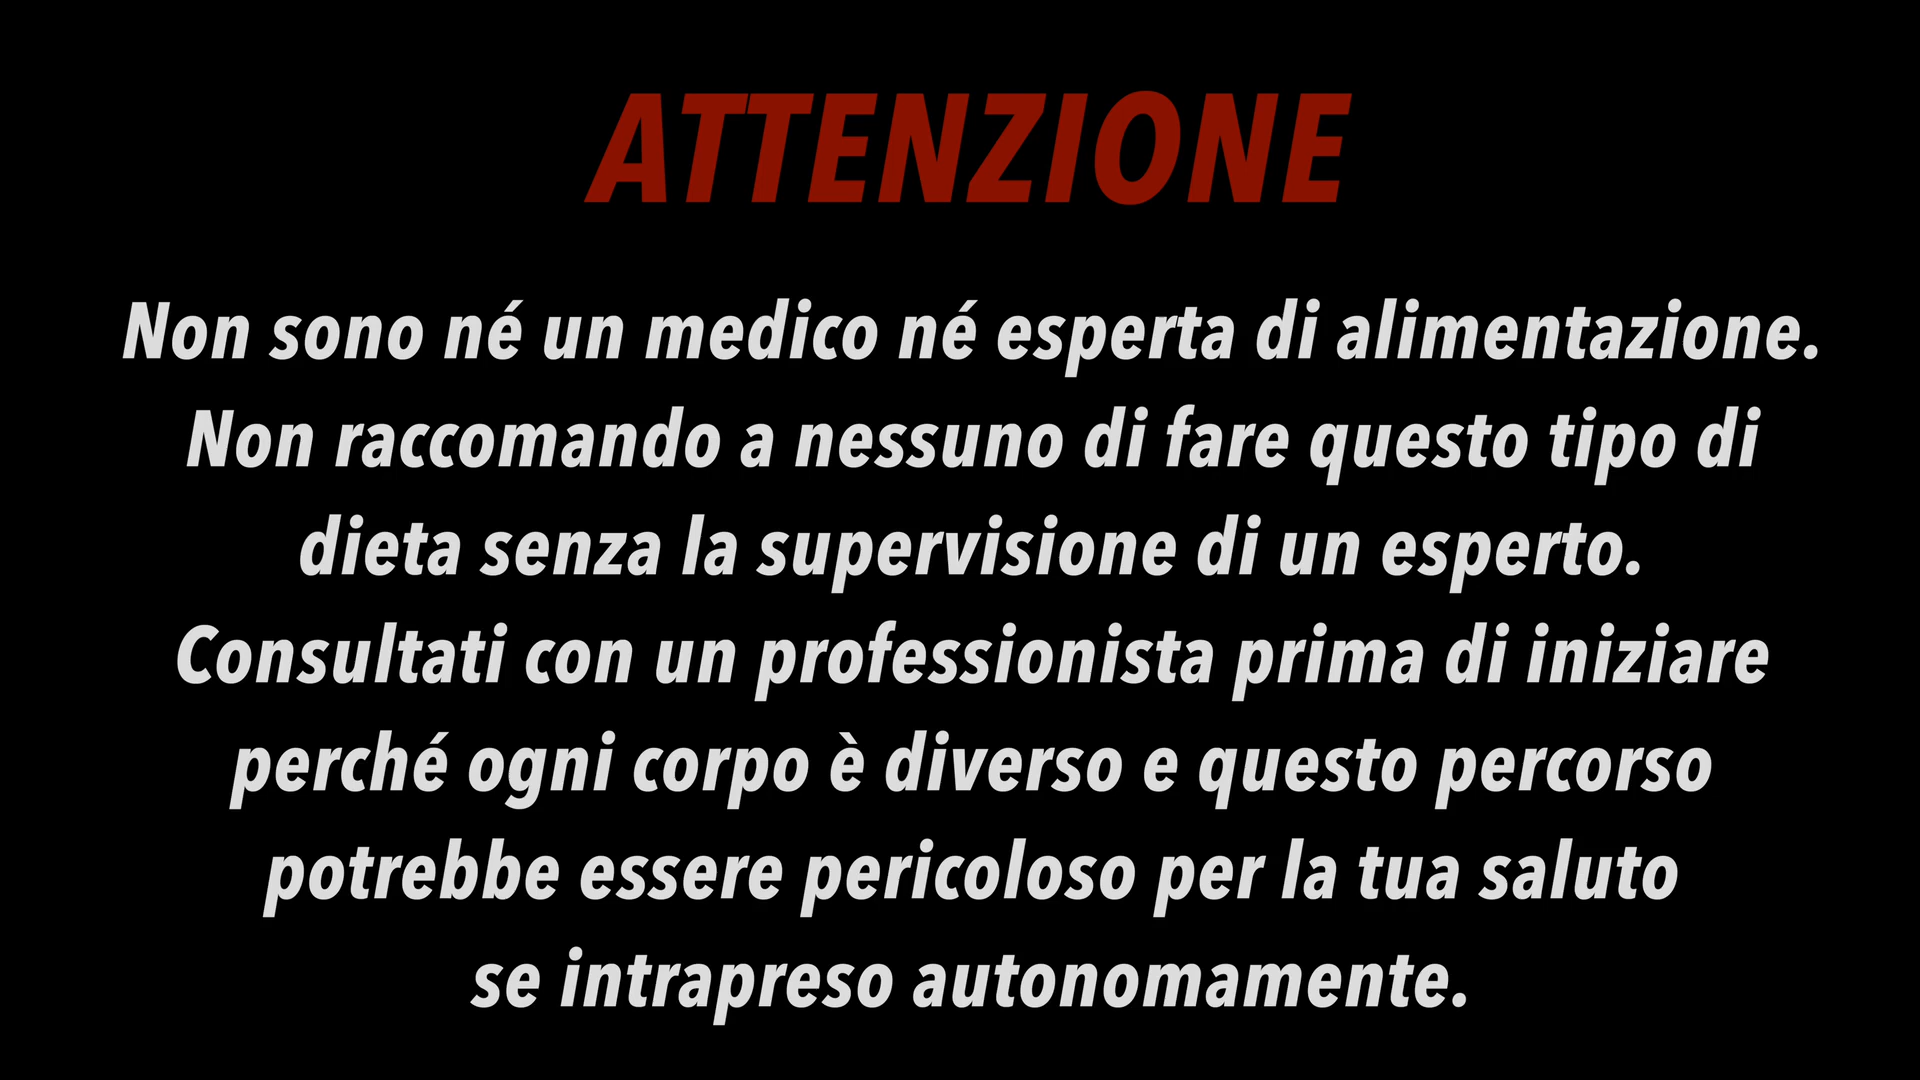 ATTENZIONE
Non sono né un medico né esperta di alimentazione.
Non raccomando a nessuno di fare questo tipo di
dieta senza la supervisione di un esperto.
Consultati con un professionista prima di iniziare
perché ogni corpo è diverso e questo percorso
potrebbe essere pericoloso per la tua saluto
se intrapreso autonomamente.